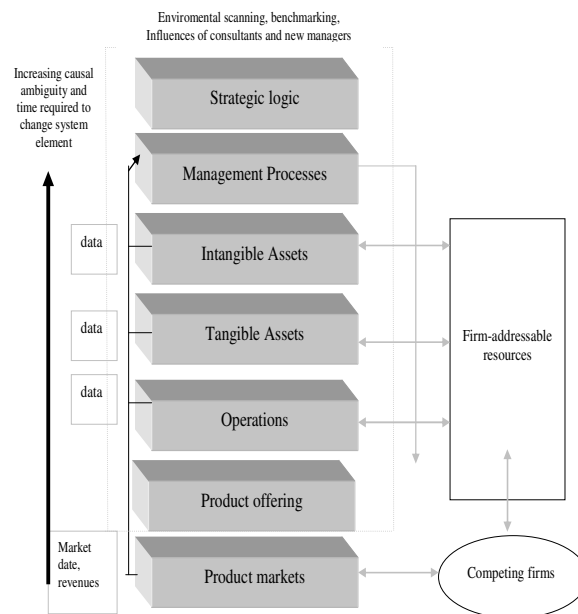 Enviromental scanning, benchmarking,
Influences of consultants and new managers
Increasing causal
ambiguity and
time required to
change system
element
Strategic logic
Management Processes
data
Intangible Assets
data
Tangible Assets
Firm-addressable
resources
data
Operations
Product offering
Market
date,
revenues
Product markets
Competing firms